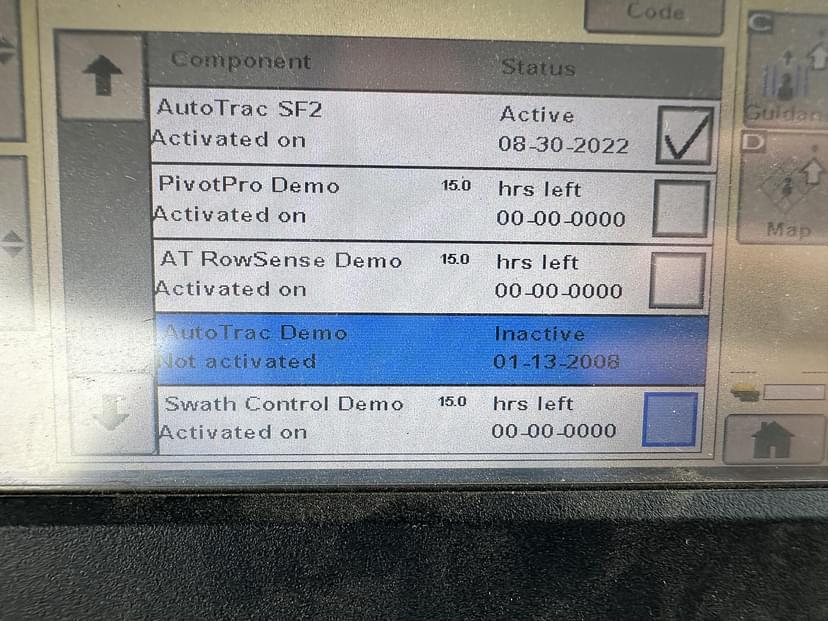 Code
Component Status
AutoTrac SF2 Active
Activated on 08-30-2022
PivotPro Demo 15.0 hrs left
Activated on 00-00-0000
AT RowSense Demo 15.0 hrs left
Activated on 00-00-0000
AutoTrac Demo Inactive
Not activated 01-13-2008
Swath Control Demo 15.0 hrs left
Activated on 00-00-0000
C
Guidan
D
Map